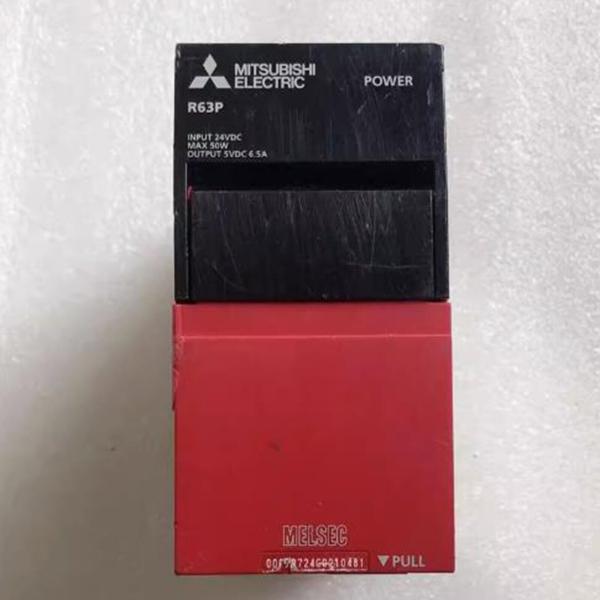 MITSUBISHI
ELECTRIC
POWER
R63P
INPUT 24VDC
MAX 50W
OUTPUT 5VDC 6.5A
MELSEC
▼PULL